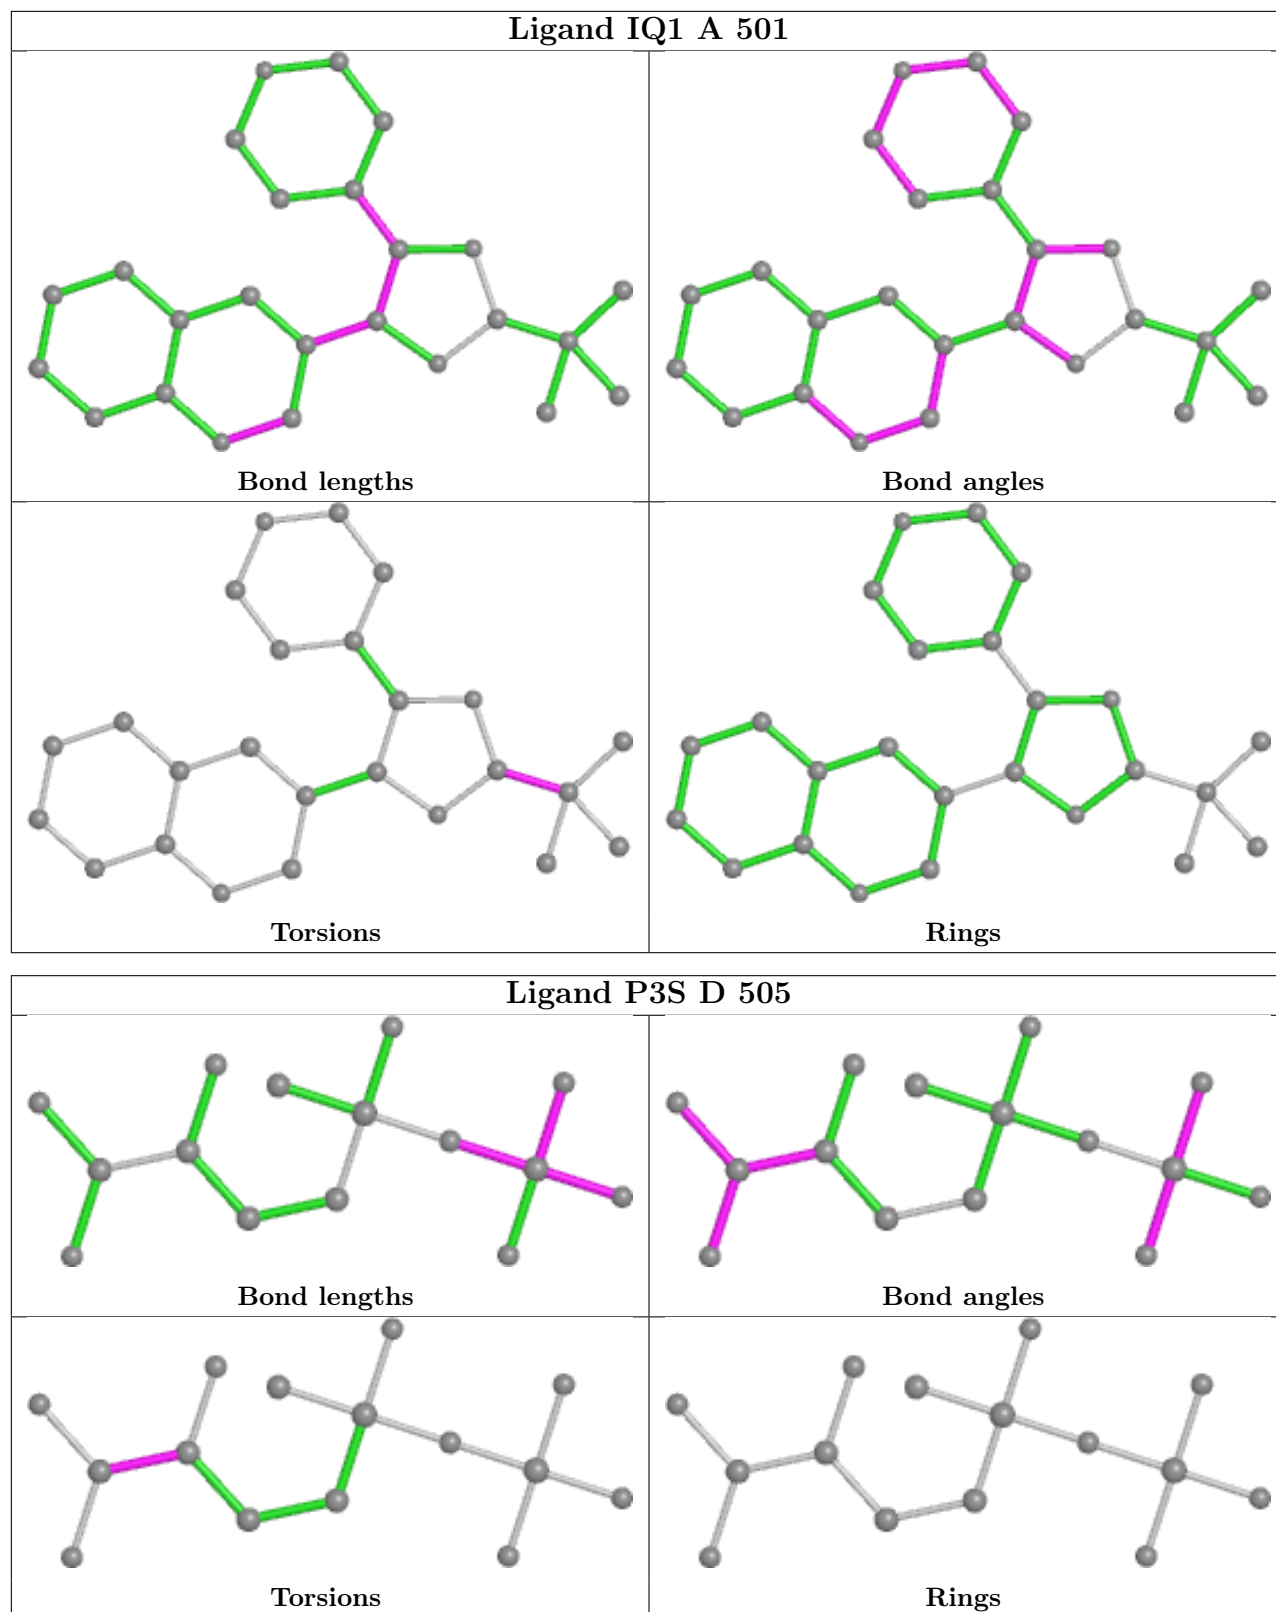 Ligand IQ1 A 501
Bond lengths
Bond angles
Torsions
Rings
Ligand P3S D 505
Bond lengths
Bond angles
Torsions
Rings